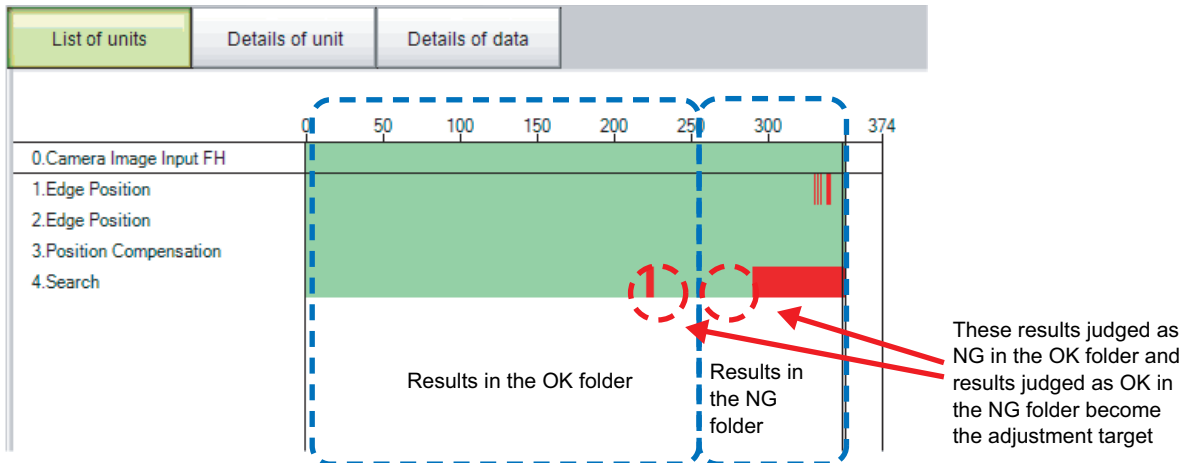 List of units
Details of unit
Details of data
0 50 100 150 200 250 300 374
0.Camera Image Input FH
1.Edge Position
2.Edge Position
3.Position Compensation
4.Search
Results in the OK folder
Results in
the NG
folder
These results judged as
NG in the OK folder and
results judged as OK in
the NG folder become
the adjustment target